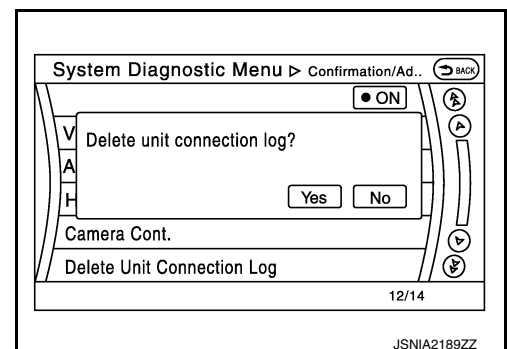 System Diagnostic Menu ▷ Confirmation/Ad.. BACK
● ON
V
Delete unit connection log?
A
H
Yes No
Camera Cont.
Delete Unit Connection Log
12/14
JSNIA2189ZZ